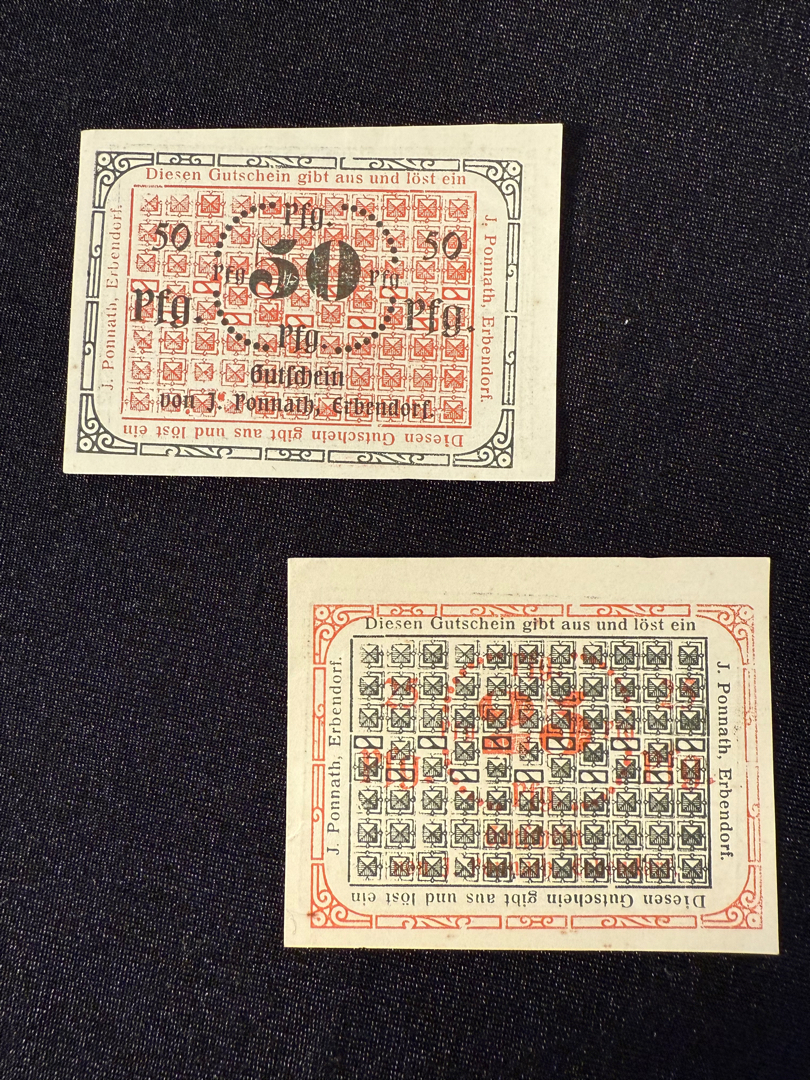 Diesen Gutschein gibt aus und löst ein
J. Ponnath, Erbendorf.
Pfg.
50
50
Pfg.
50
Pfg.
Pfg.
Pfg.
Pfg.
Gutschein
von J. Ponnath, Erbendorf.
J. Ponnath, Erbendorf.
Diesen Gutschein gibt aus und löst ein
Diesen Gutschein gibt aus und löst ein
J. Ponnath, Erbendorf.
J. Ponnath, Erbendorf.
Diesen Gutschein gibt aus und löst ein